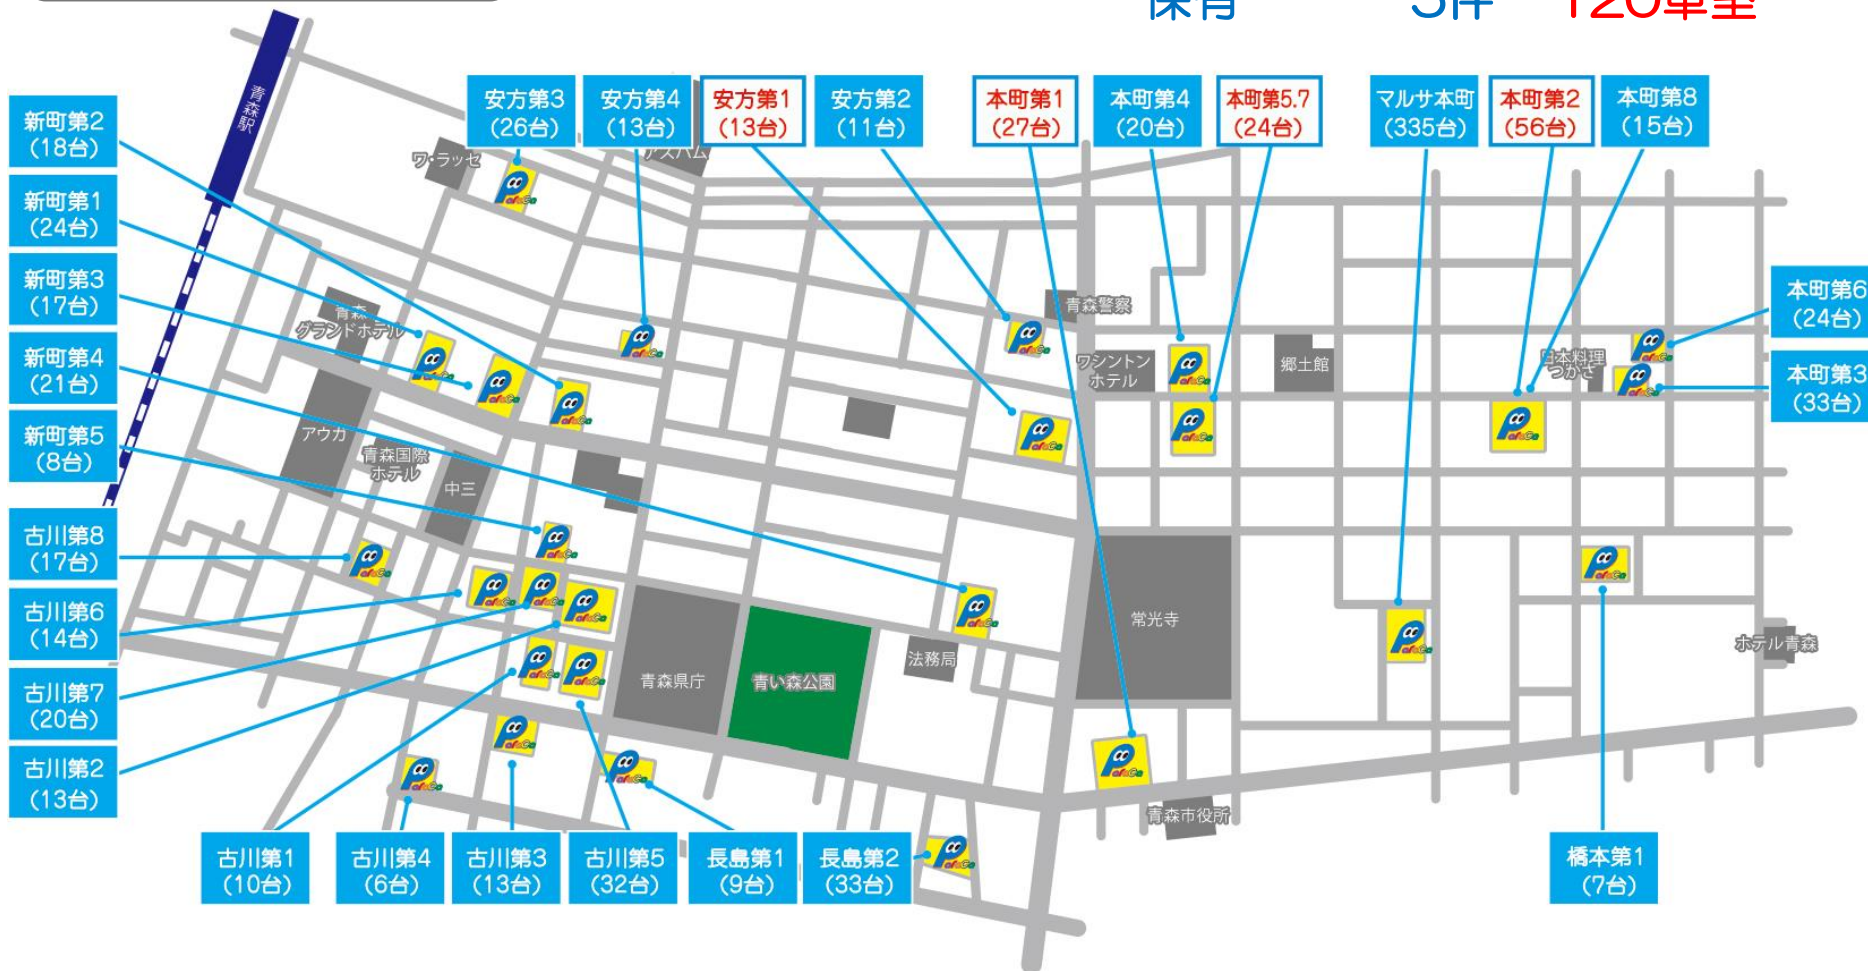 保有 5件 120車室
青森駅
安方第3
(26台)
安方第4
(13台)
安方第1
(13台)
安方第2
(11台)
本町第1
(27台)
本町第4
(20台)
本町第5.7
(24台)
マルサ本町
(335台)
本町第2
(56台)
本町第8
(15台)
新町第2
(18台)
新町第1
(24台)
新町第3
(17台)
新町第4
(21台)
新町第5
(8台)
古川第8
(17台)
古川第6
(14台)
古川第7
(20台)
古川第2
(13台)
ワ・ラッセ
アスパム
青森
グランドホテル
アウガ
青森国際
ホテル
中三
青森警察
ワシントン
ホテル
郷土館
日本料理
つかさ
本町第6
(24台)
本町第3
(33台)
青森県庁
青い森公園
法務局
常光寺
ホテル青森
青森市役所
古川第1
(10台)
古川第4
(6台)
古川第3
(13台)
古川第5
(32台)
長島第1
(9台)
長島第2
(33台)
橋本第1
(7台)